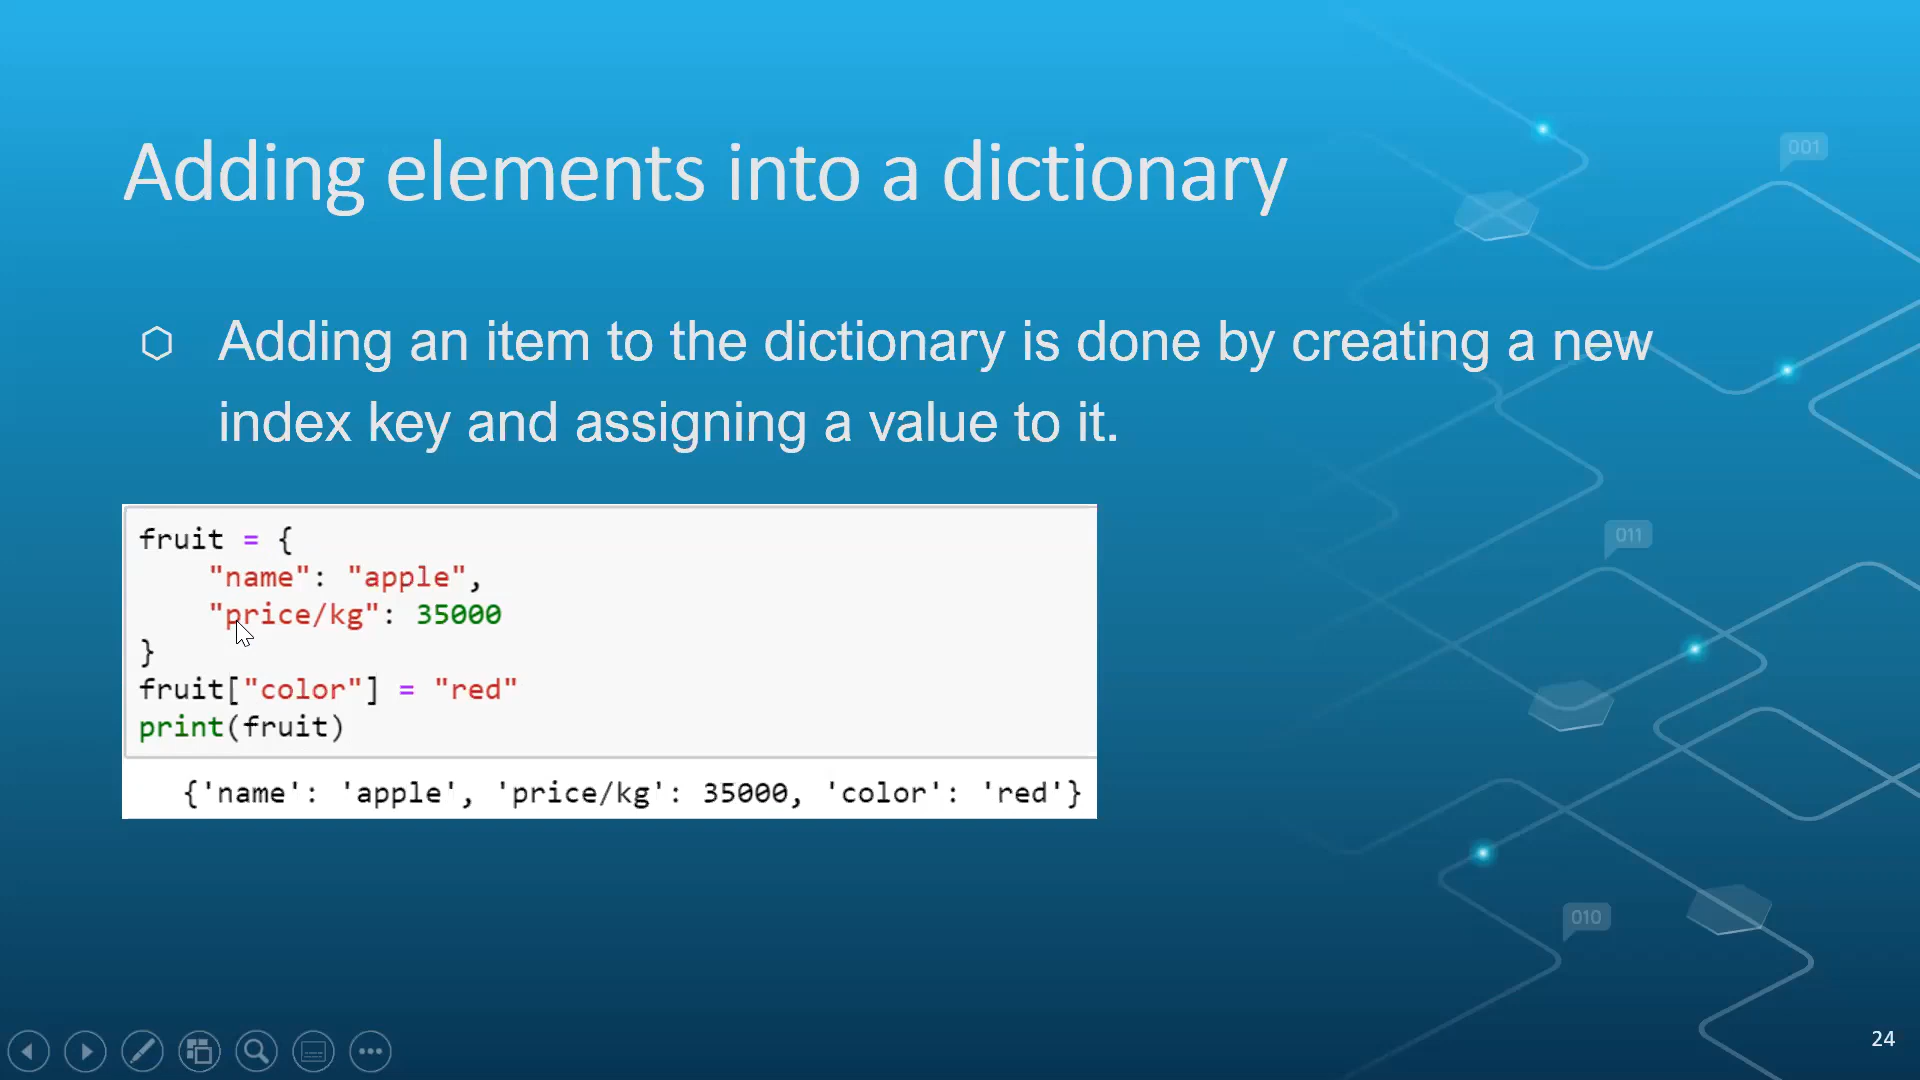 Adding elements into a dictionary
001
Adding an item to the dictionary is done by creating a new
index key and assigning a value to it.
fruit = {
    "name": "apple",
    "price/kg": 35000
}
fruit["color"] = "red"
print(fruit)
{'name': 'apple', 'price/kg': 35000, 'color': 'red'}
011
010
24